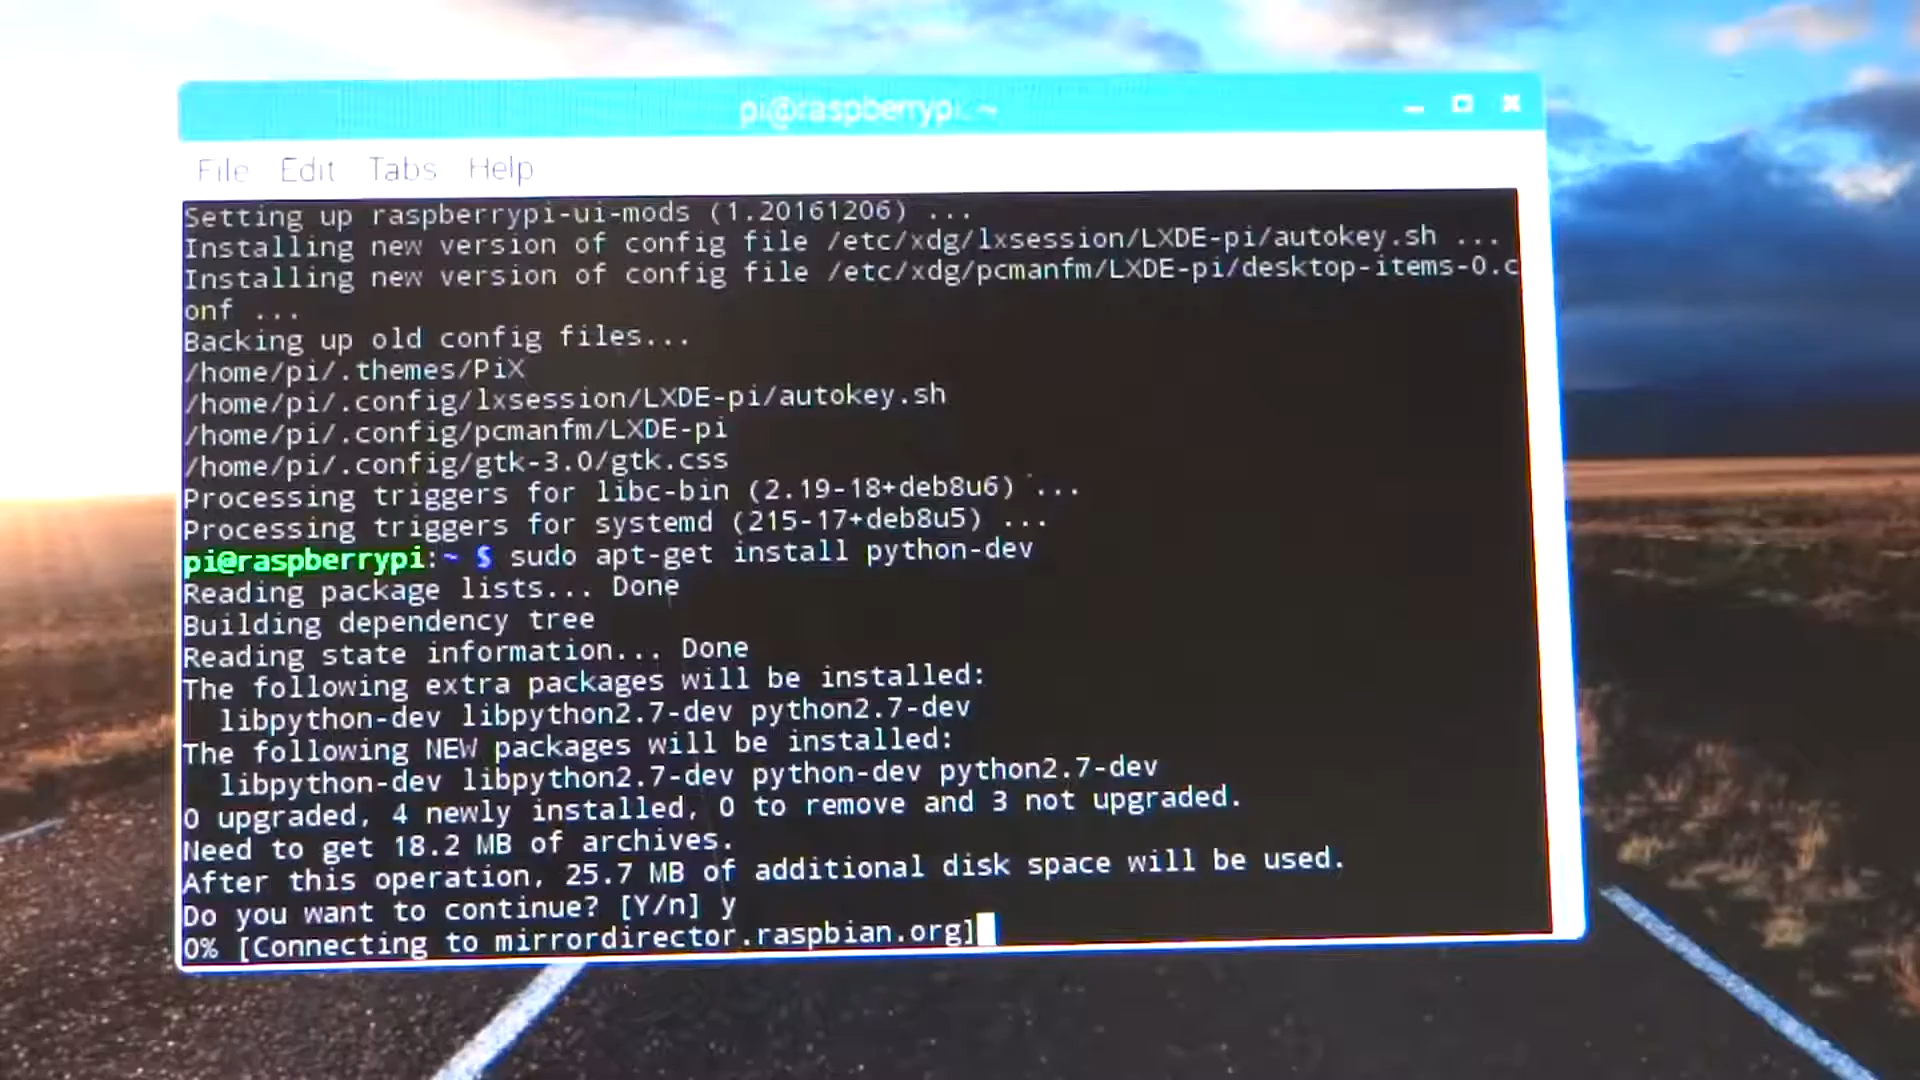 pi@raspberrypi: ~
File Edit Tabs Help
Setting up raspberrypi-ui-mods (1.20161206) ...
Installing new version of config file /etc/xdg/lxsession/LXDE-pi/autokey.sh ...
Installing new version of config file /etc/xdg/pcmanfm/LXDE-pi/desktop-items-0.c
onf ...
Backing up old config files...
/home/pi/.themes/PiX
/home/pi/.config/lxsession/LXDE-pi/autokey.sh
/home/pi/.config/pcmanfm/LXDE-pi
/home/pi/.config/gtk-3.0/gtk.css
Processing triggers for libc-bin (2.19-18+deb8u6) ...
Processing triggers for systemd (215-17+deb8u5) ...
pi@raspberrypi:~ $ sudo apt-get install python-dev
Reading package lists... Done
Building dependency tree
Reading state information... Done
The following extra packages will be installed:
  libpython-dev libpython2.7-dev python2.7-dev
The following NEW packages will be installed:
  libpython-dev libpython2.7-dev python-dev python2.7-dev
0 upgraded, 4 newly installed, 0 to remove and 3 not upgraded.
Need to get 18.2 MB of archives.
After this operation, 25.7 MB of additional disk space will be used.
Do you want to continue? [Y/n] y
0% [Connecting to mirrordirector.raspbian.org]